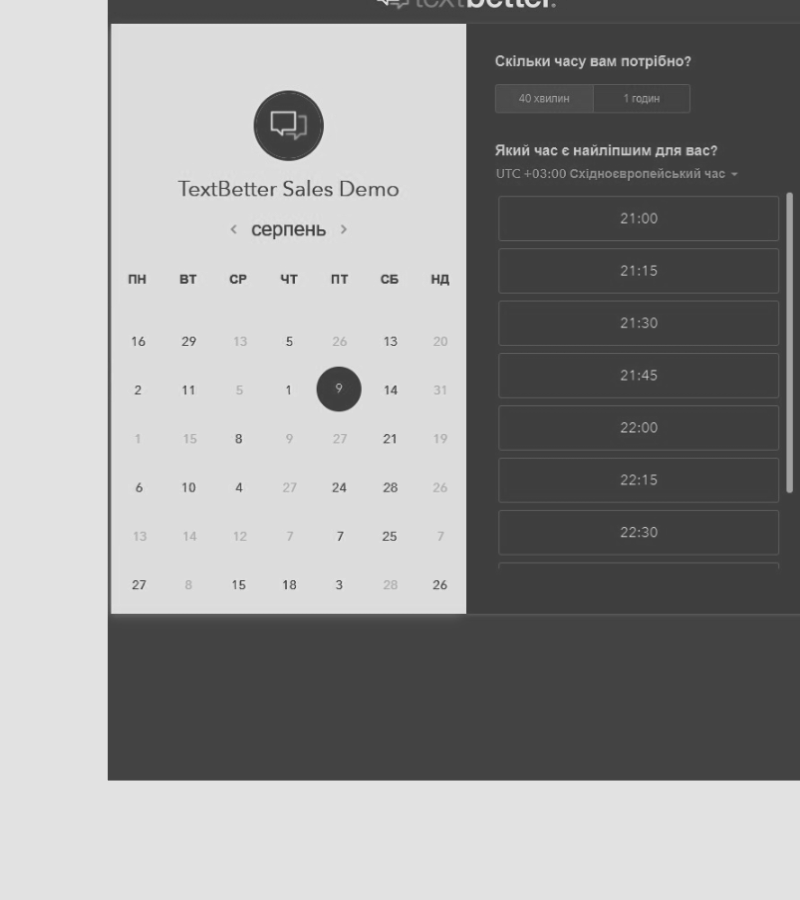 textbetter.
TextBetter Sales Demo
серпень
ПН ВТ СР ЧТ ПТ СБ НД
16 29 13 5 26 13 20
2 11 5 1 9 14 31
1 15 8 9 27 21 19
6 10 4 27 24 28 26
13 14 12 7 7 25 7
27 8 15 18 3 28 26
Скільки часу вам потрібно?
40 хвилин 1 годин
Який час є найліпшим для вас?
UTC +03:00 Східноєвропейський час
21:00
21:15
21:30
21:45
22:00
22:15
22:30